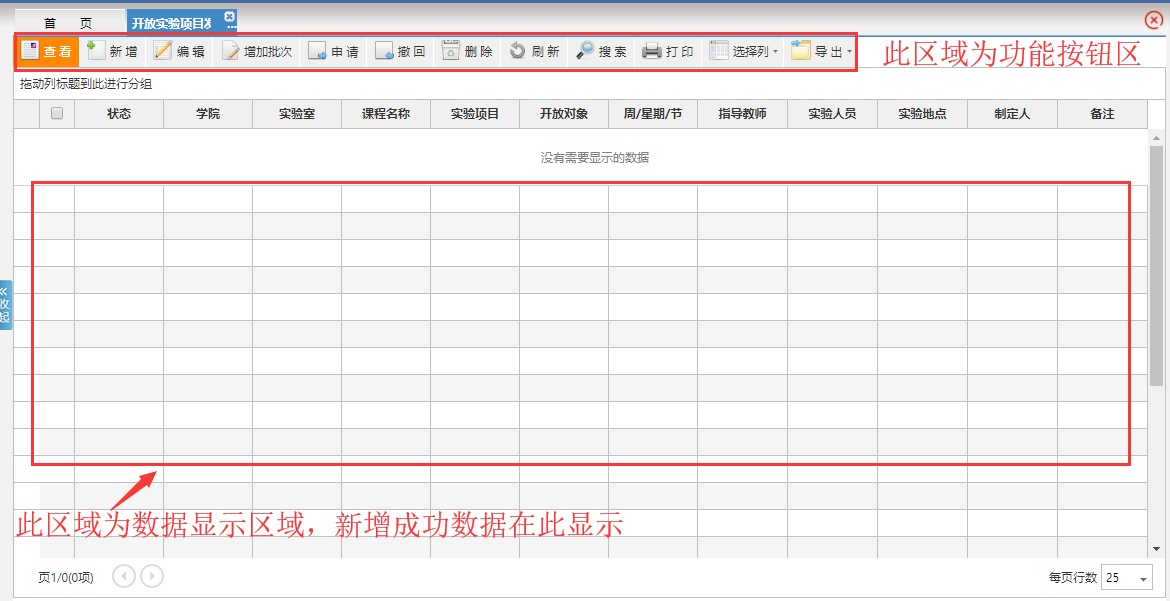 首 页 开放实验项目发...
查看 新增 编辑 增加批次 申请 撤回 删除 刷新 搜索 打印 选择列 导出
此区域为功能按钮区
拖动列标题到此进行分组
状态 学院 实验室 课程名称 实验项目 开放对象 周/星期/节 指导教师 实验人员 实验地点 制定人 备注
没有需要显示的数据
收起
此区域为数据显示区域，新增成功数据在此显示
页1/0(0项) 每页行数 25